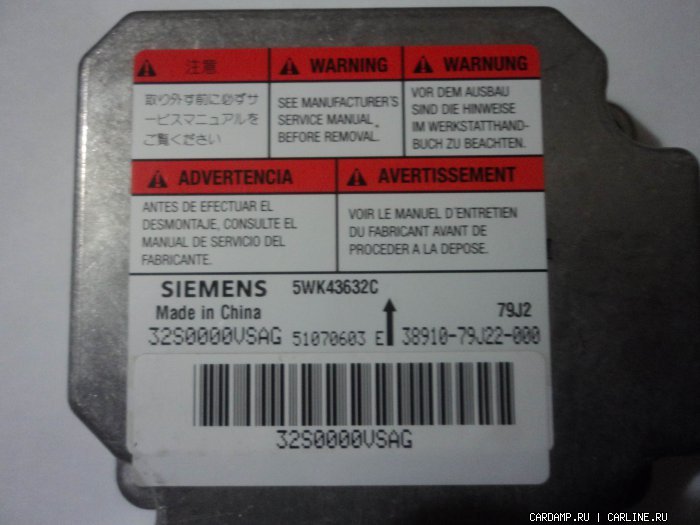 注意
取り外す前に必ずサ
ービスマニュアルを
ご覧ください
WARNING
SEE MANUFACTURER'S
SERVICE MANUAL
BEFORE REMOVAL.
WARNUNG
VOR DEM AUSBAU
SIND DIE HINWEISE
IM WERKSTATTHAND-
BUCH ZU BEACHTEN.
ADVERTENCIA
ANTES DE EFECTUAR EL
DESMONTAJE, CONSULTE EL
MANUAL DE SERVICIO DEL
FABRICANTE.
AVERTISSEMENT
VOIR LE MANUEL D'ENTRETIEN
DU FABRICANT AVANT DE
PROCEDER A LA DEPOSE.
SIEMENS 5WK43632C
Made in China 79J2
32S0000VSAG 51070603 E 38910-79J22-000
32S0000VSAG
CARDAMP.RU | CARLINE.RU